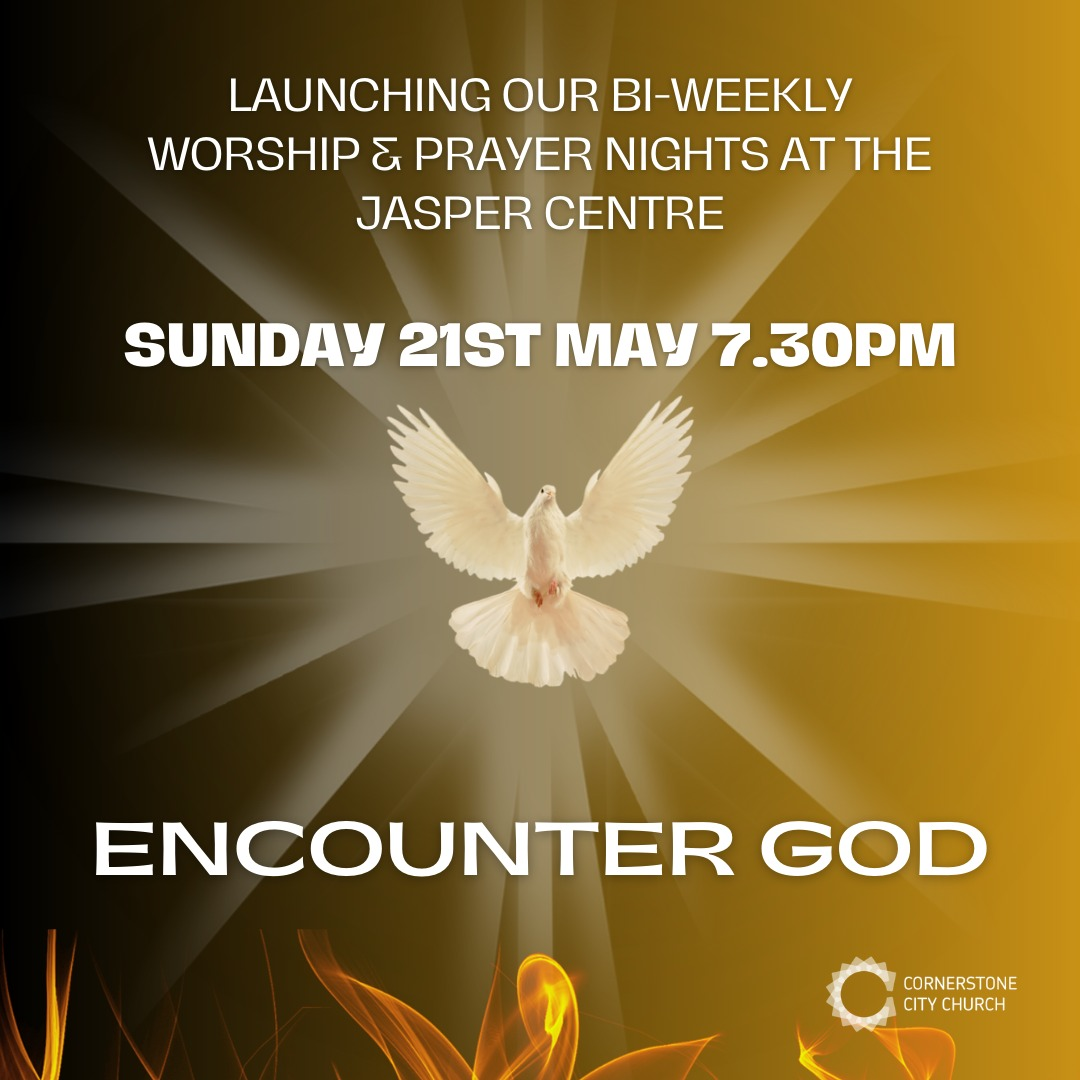 LAUNCHING OUR BI-WEEKLY
WORSHIP & PRAYER NIGHTS AT THE
JASPER CENTRE
SUNDAY 21ST MAY 7.30PM
ENCOUNTER GOD
CORNERSTONE
CITY CHURCH